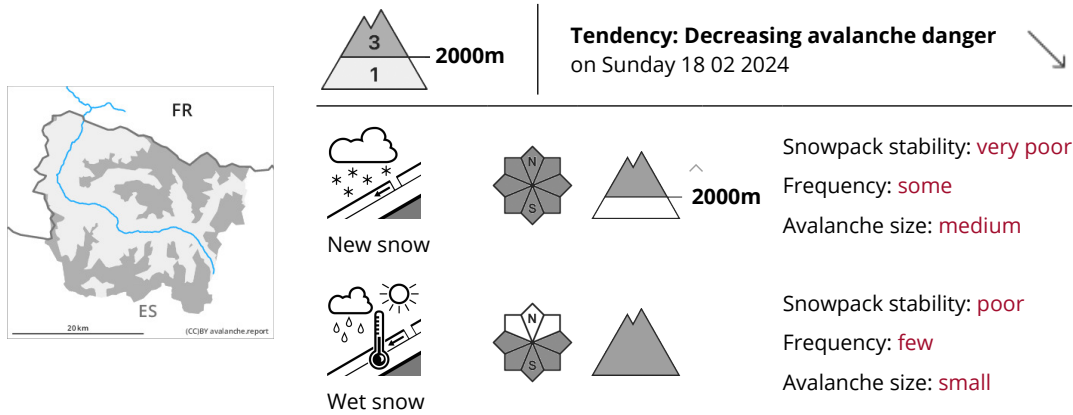 3
1
2000m
Tendency: Decreasing avalanche danger
on Sunday 18 02 2024
FR
ES
20 km
(CC)BY avalanche.report
N
S
2000m
New snow
Snowpack stability: very poor
Frequency: some
Avalanche size: medium
N
S
Wet snow
Snowpack stability: poor
Frequency: few
Avalanche size: small